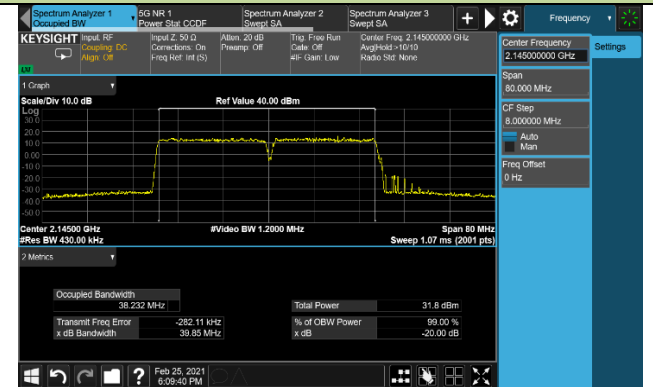 Spectrum Analyzer 1
Occupied BW
5G NR 1
Power Stat CCDF
Spectrum Analyzer 2
Swept SA
Spectrum Analyzer 3
Swept SA
+
Frequency
KEYSIGHT
Input: RF
Coupling: DC
Align: Off
Input Z: 50 Ω
Corrections: On
Freq Ref: Int (S)
Atten: 20 dB
Preamp: Off
Trig: Free Run
Gate: Off
#IF Gain: Low
Center Freq: 2.145000000 GHz
Avg|Hold:>10/10
Radio Std: None
Center Frequency
2.145000000 GHz
Settings
Span
80.000 MHz
CF Step
8.000000 MHz
Auto
Man
Freq Offset
0 Hz
1 Graph
Scale/Div 10.0 dB
Ref Value 40.00 dBm
Log
30.0
20.0
10.0
0.00
-10.0
-20.0
-30.0
-40.0
-50.0
Center 2.14500 GHz
#Video BW 1.2000 MHz
Span 80 MHz
#Res BW 430.00 kHz
Sweep 1.07 ms (2001 pts)
2 Metrics
Occupied Bandwidth
38.232 MHz
Total Power
31.8 dBm
Transmit Freq Error
-282.11 kHz
% of OBW Power
99.00 %
x dB Bandwidth
39.85 MHz
x dB
-20.00 dB
?
Feb 25, 2021
6:09:40 PM